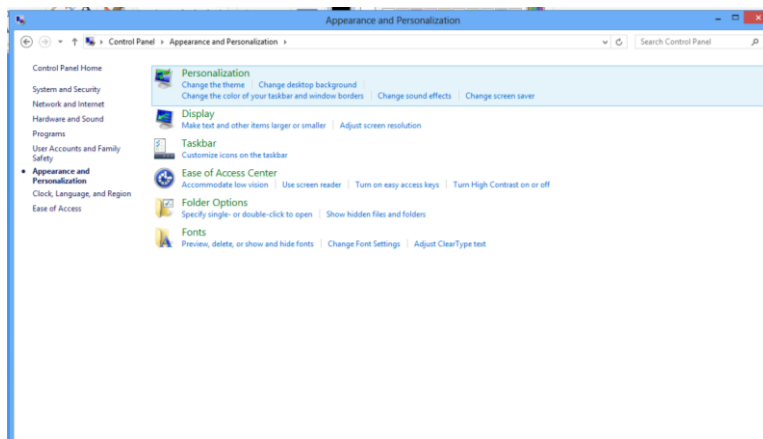 Appearance and Personalization
Control Panel Appearance and Personalization
Search Control Panel
Control Panel Home
System and Security
Network and Internet
Hardware and Sound
Programs
User Accounts and Family
Safety
Appearance and
Personalization
Clock, Language, and Region
Ease of Access
Personalization
Change the theme Change desktop background
Change the color of your taskbar and window borders Change sound effects Change screen saver
Display
Make text and other items larger or smaller Adjust screen resolution
Taskbar
Customize icons on the taskbar
Ease of Access Center
Accommodate low vision Use screen reader Turn on easy access keys Turn High Contrast on or off
Folder Options
Specify single- or double-click to open Show hidden files and folders
Fonts
Preview, delete, or show and hide fonts Change Font Settings Adjust ClearType text